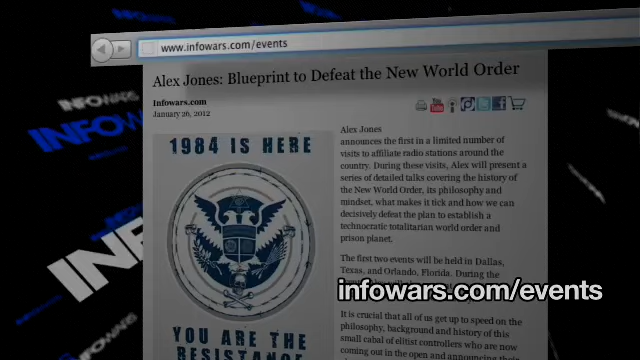 www.infowars.com/events
Alex Jones: Blueprint to Defeat the New World Order
Infowars.com
January 26, 2012
1984 IS HERE
YOU ARE THE
RESISTANCE
Alex Jones
announces the first in a limited number of
visits to affiliate radio stations around the
country. During these visits, Alex will present a
series of detailed talks covering the history of
the New World Order, its philosophy and
mindset, what makes it tick and how we can
decisively defeat the plan to establish a
technocratic totalitarian world order and
prison planet.
The first two events will be held in Dallas,
Texas, and Orlando, Florida. During the
infowars.com/events
It is crucial that all of us get up to speed on the
philosophy, background and history of this
small cabal of elitist controllers who are now
coming out in the open and announcing their
INFOWARS
INFOWARS
INFOWARS
INFOWARS